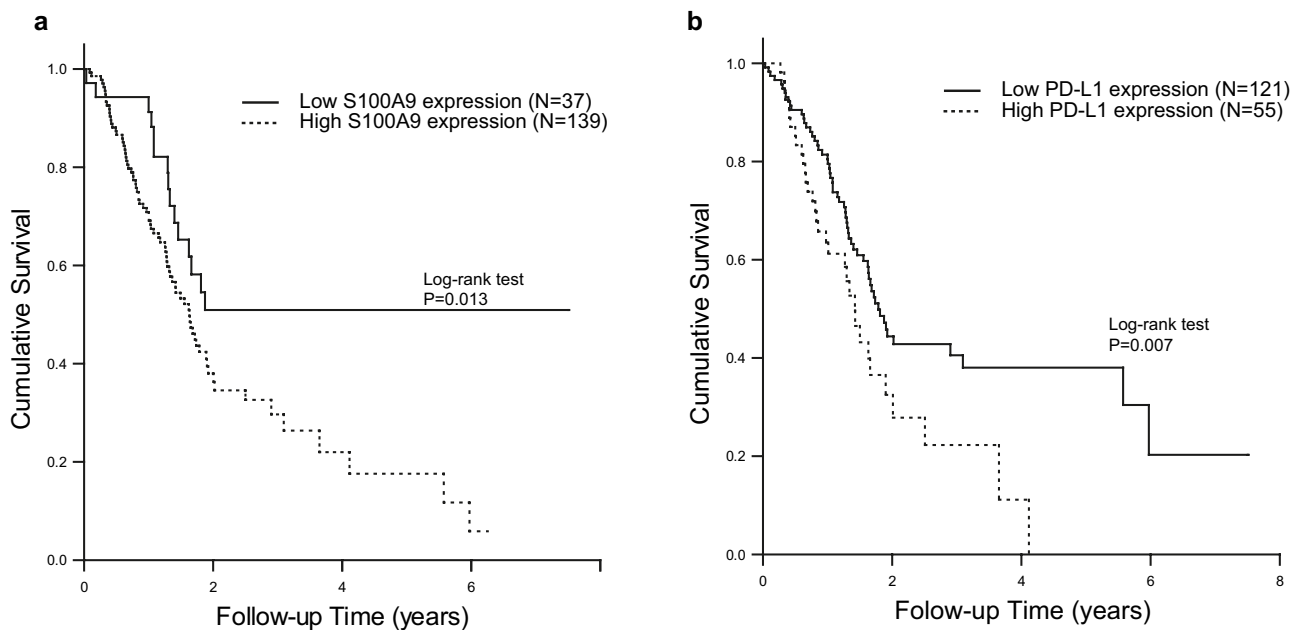 a
Cumulative Survival
1.0
0.8
0.6
0.4
0.2
0.0
0
2
4
6
Low S100A9 expression (N=37)
High S100A9 expression (N=139)
Log-rank test
P=0.013
Follow-up Time (years)
b
Cumulative Survival
1.0
0.8
0.6
0.4
0.2
0.0
0
2
4
6
8
Low PD-L1 expression (N=121)
High PD-L1 expression (N=55)
Log-rank test
P=0.007
Folow-up Time (years)